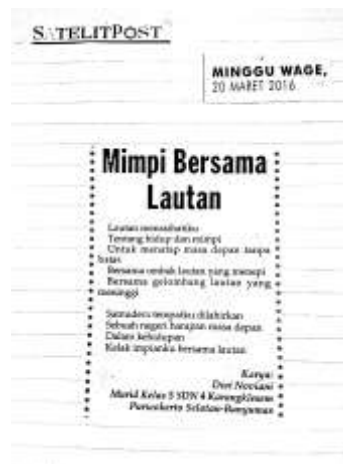 SATELITPOST
MINGGU WAGE,
20 MARET 2016
Mimpi Bersama
Lautan
Lautan
Tentang hidup dan mimpi
Untuk menatap masa depan tanpa
batas
Bersama ombak lautan yang menepi
Bersama gelombang lautan yang
meninggi
Samudera tempatku dilahirkan
Sebuah negeri harapan masa depan
Dalam kehidupan
Kelak impianku bersama lautan
Karya:
Dwi Noviani
Murid Kelas 5 SDN 4 Karangklesem
Purwokerto Selatan-Banyumas